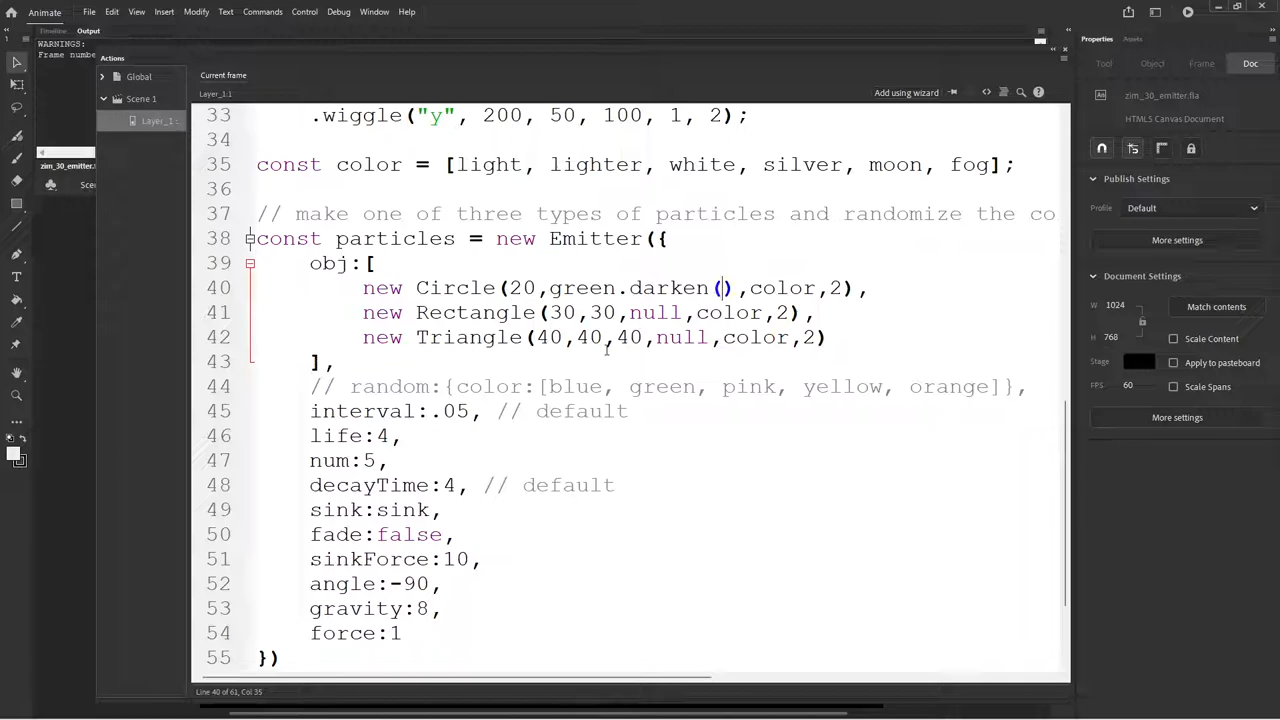 Animate File Edit View Insert Modify Text Commands Control Debug Window Help
Timeline Output
WARNINGS:
Frame numbe
zim_30_emitter.
Scen
Actions
Global
Scene 1
Layer_1 :
Current frame
Layer_1:1
Add using wizard
33 .wiggle("y", 200, 50, 100, 1, 2);
34
35 const color = [light, lighter, white, silver, moon, fog];
36
37 // make one of three types of particles and randomize the co
38 const particles = new Emitter({
39 obj:[
40 new Circle(20,green.darken(),color,2),
41 new Rectangle(30,30,null,color,2),
42 new Triangle(40,40,40,null,color,2)
43 ],
44 // random:{color:[blue, green, pink, yellow, orange]},
45 interval:.05, // default
46 life:4,
47 num:5,
48 decayTime:4, // default
49 sink:sink,
50 fade:false,
51 sinkForce:10,
52 angle:-90,
53 gravity:8,
54 force:1
55 })
Line 40 of 61, Col 35
Properties Assets
Tool Object Frame Doc
zim_30_emitter.fla
HTML5 Canvas Document
Publish Settings
Profile Default
More settings
Document Settings
W 1024 Match contents
H 768 Scale Content
Stage Apply to pasteboard
FPS 60 Scale Spans
More settings